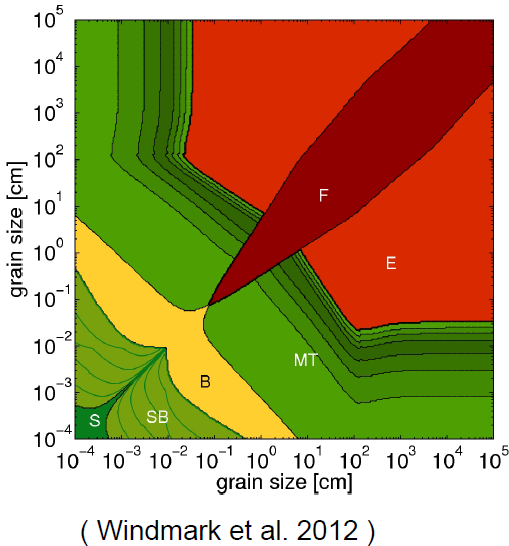 10^5
10^4
10^3
10^2
10^1
10^0
10^-1
10^-2
10^-3
10^-4
grain size [cm]
F
E
MT
B
SB
S
10^-4 10^-3 10^-2 10^-1 10^0 10^1 10^2 10^3 10^4 10^5
grain size [cm]
( Windmark et al. 2012 )